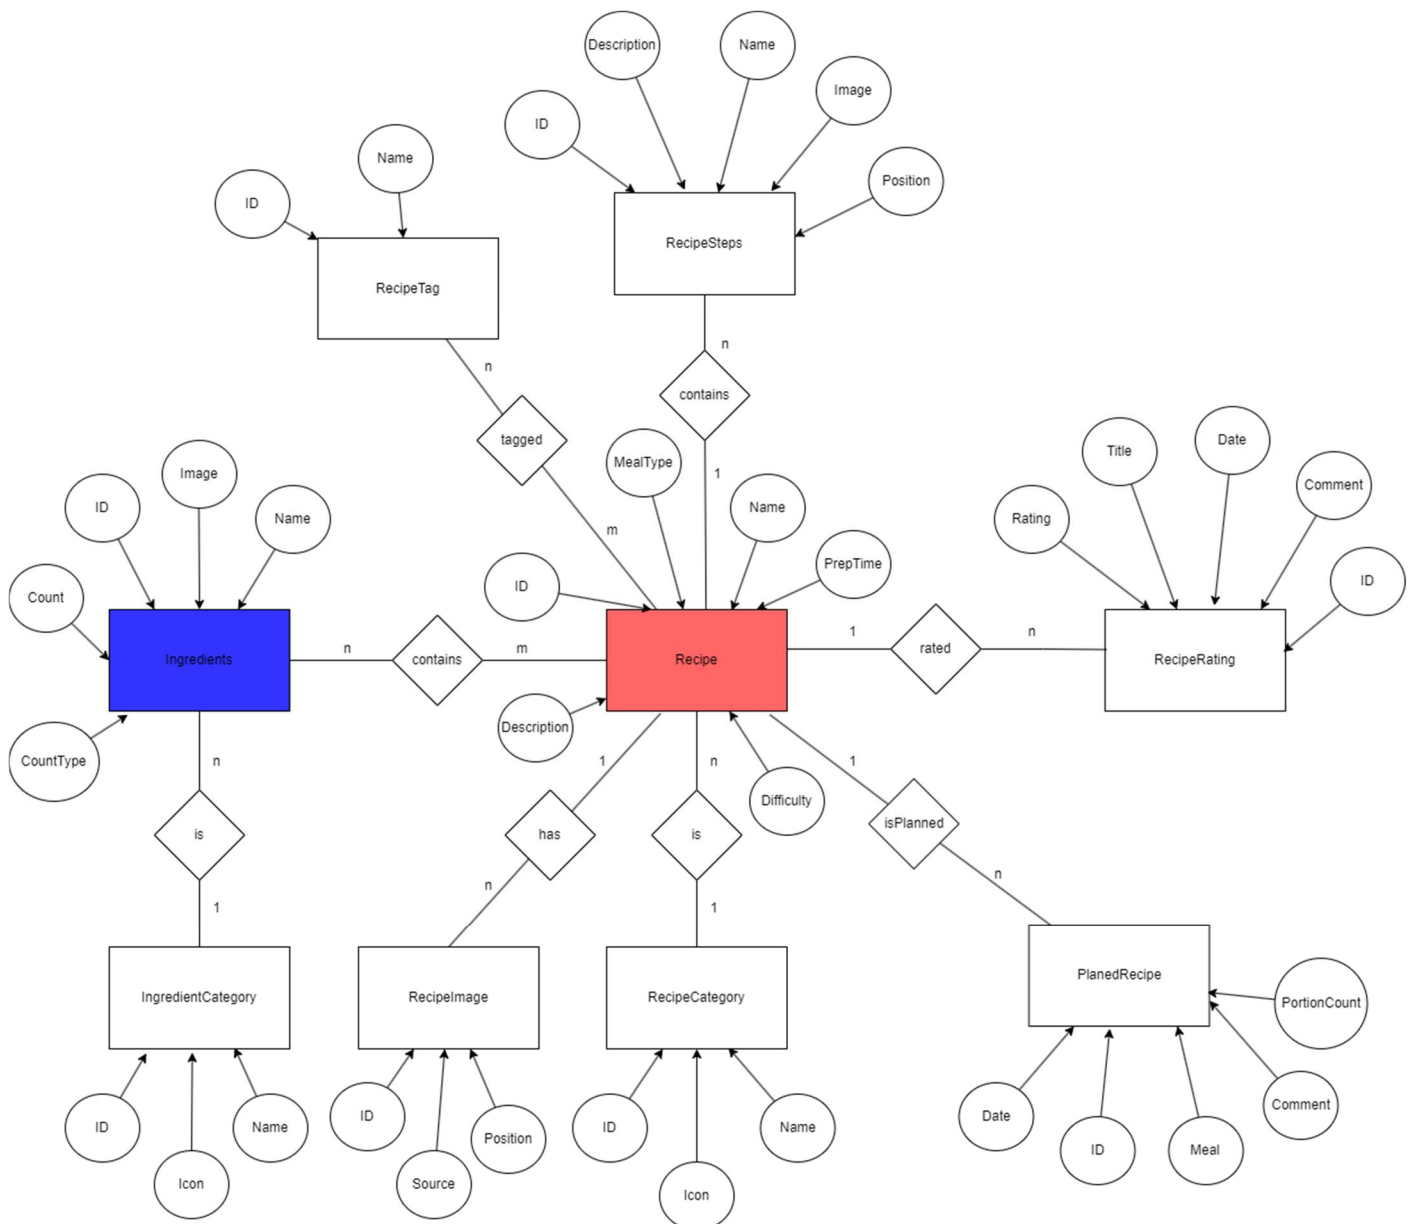 Description
Name
Image
ID
Position
RecipeSteps
Name
ID
RecipeTag
n
tagged
m
n
contains
1
MealType
Name
PrepTime
ID
Recipe
Description
Difficulty
Image
ID
Name
Count
Ingredients
CountType
n
contains
m
1
rated
n
Title
Date
Comment
Rating
ID
RecipeRating
n
is
1
IngredientCategory
ID
Icon
Name
1
has
n
RecipeImage
ID
Source
Position
n
is
1
RecipeCategory
ID
Icon
Name
1
isPlanned
n
PlanedRecipe
PortionCount
Comment
Date
ID
Meal